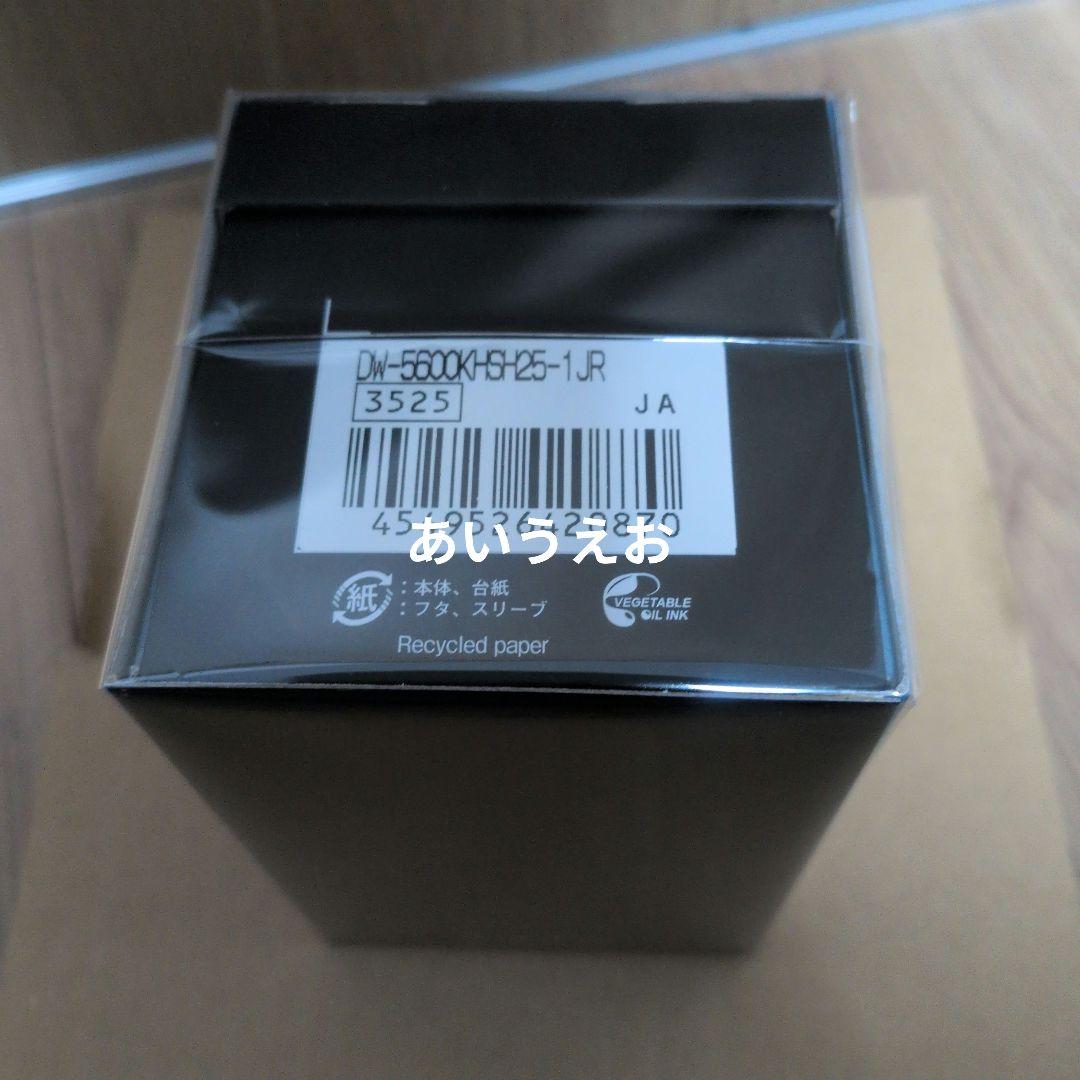 DW-5600KHSH25-1JR
3525 JA
あいうえお
紙 :本体、台紙
:フタ、スリーブ
VEGETABLE
OIL INK
Recycled paper